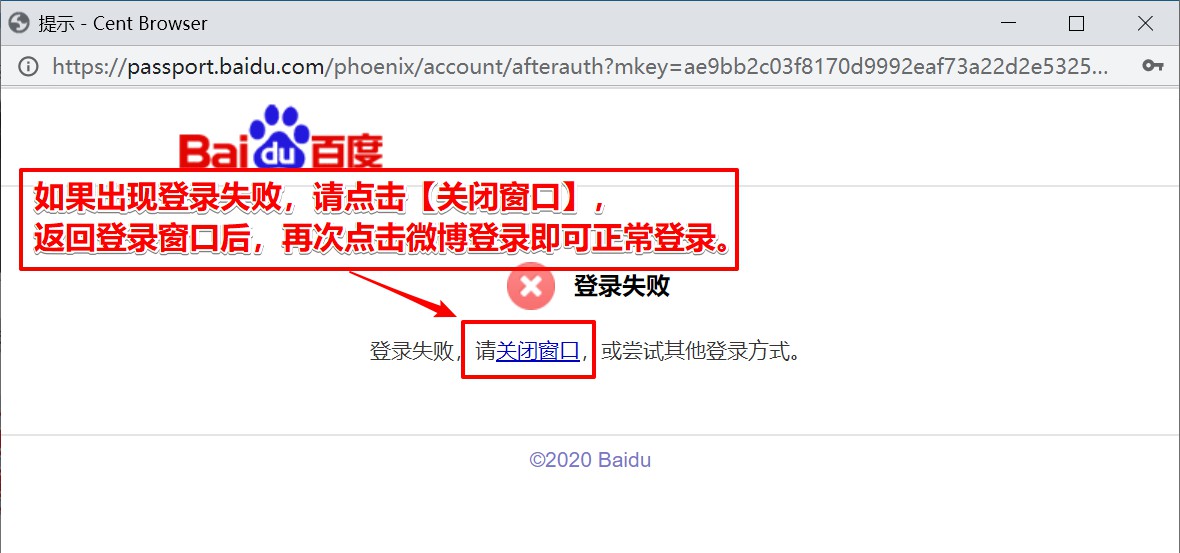 提示 - Cent Browser
https://passport.baidu.com/phoenix/account/afterauth?mkey=ae9bb2c03f8170d9992eaf73a22d2e5325...
Bai du 百度
如果出现登录失败，请点击【关闭窗口】，
返回登录窗口后，再次点击微博登录即可正常登录。
登录失败
登录失败，请关闭窗口，或尝试其他登录方式。
©2020 Baidu